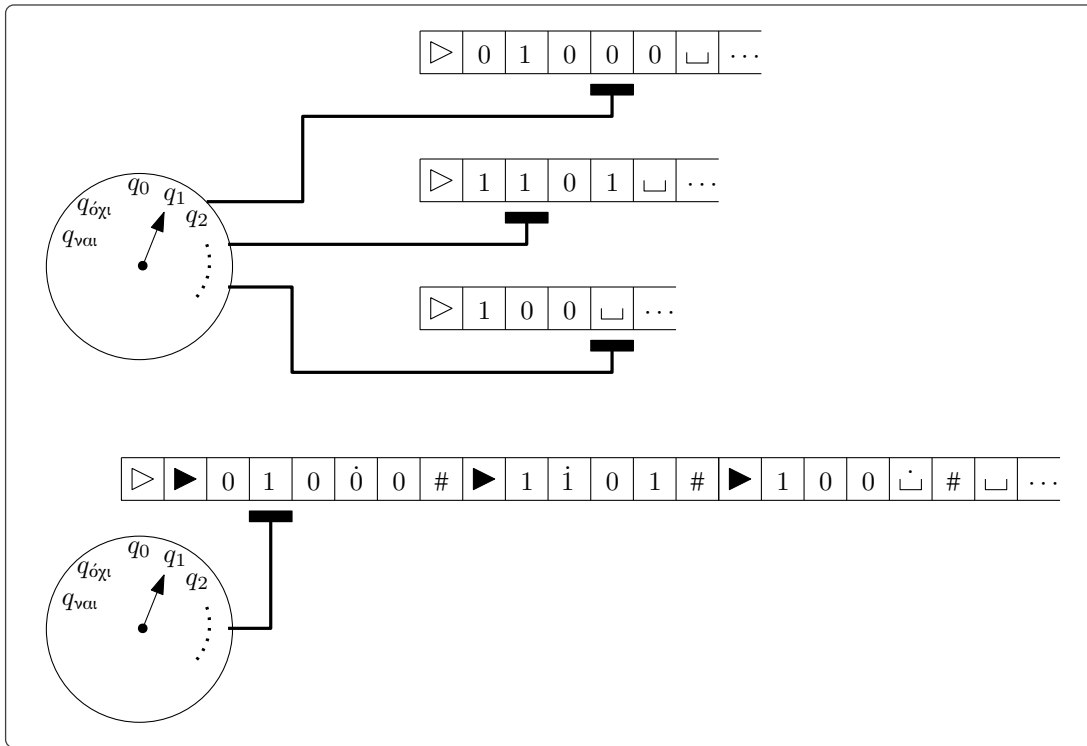 ▷ 0 1 0 0 0 ⊔ ...
▷ 1 1 0 1 ⊔ ...
q₀
q₁
qόχι
q₂
qναι
▷ 1 0 0 ⊔ ...
▷ ▶ 0 1 0 0̇ 0 # ▶ 1 1̇ 0 1 # ▶ 1 0 0 ⊔̇ # ⊔ ...
q₀
q₁
qόχι
q₂
qναι